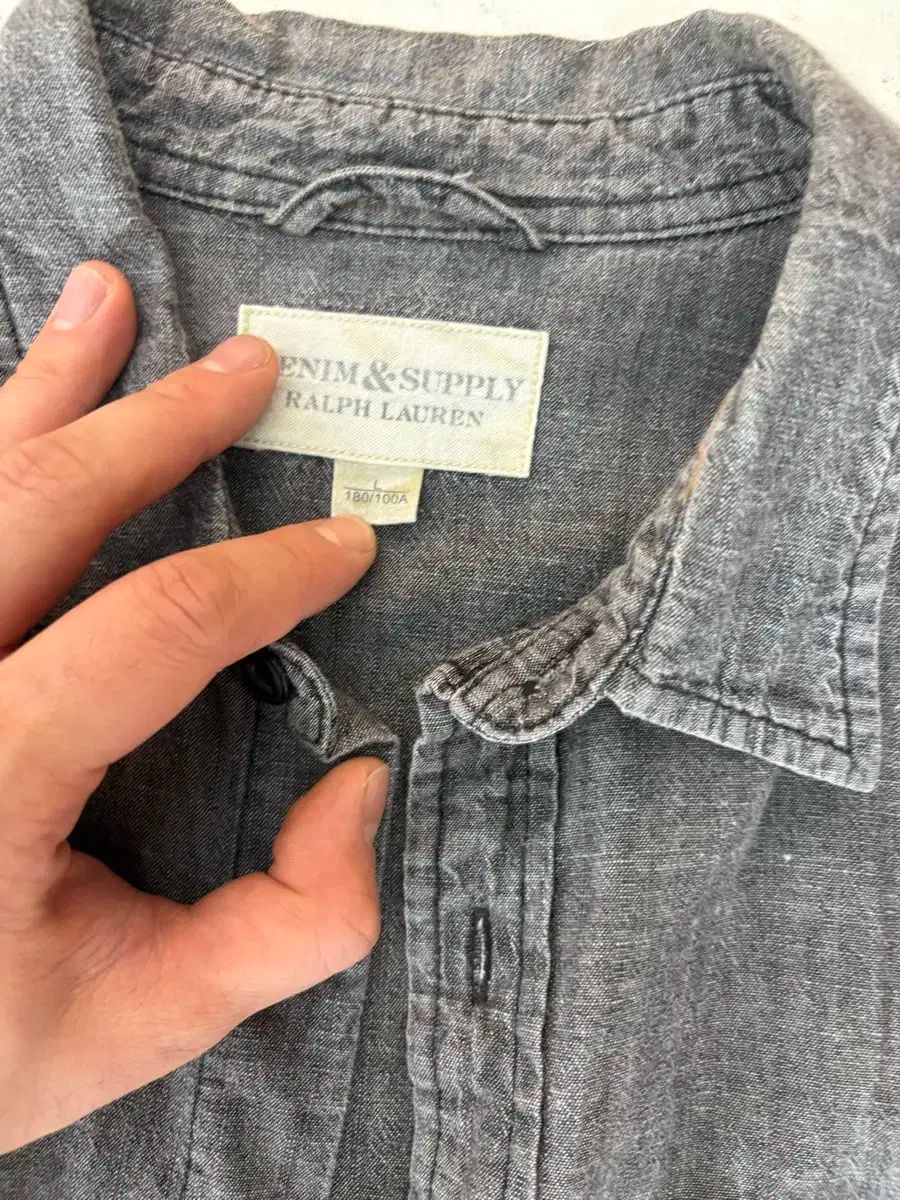 ENIM&SUPPLY
RALPH LAUREN
L
180/100A